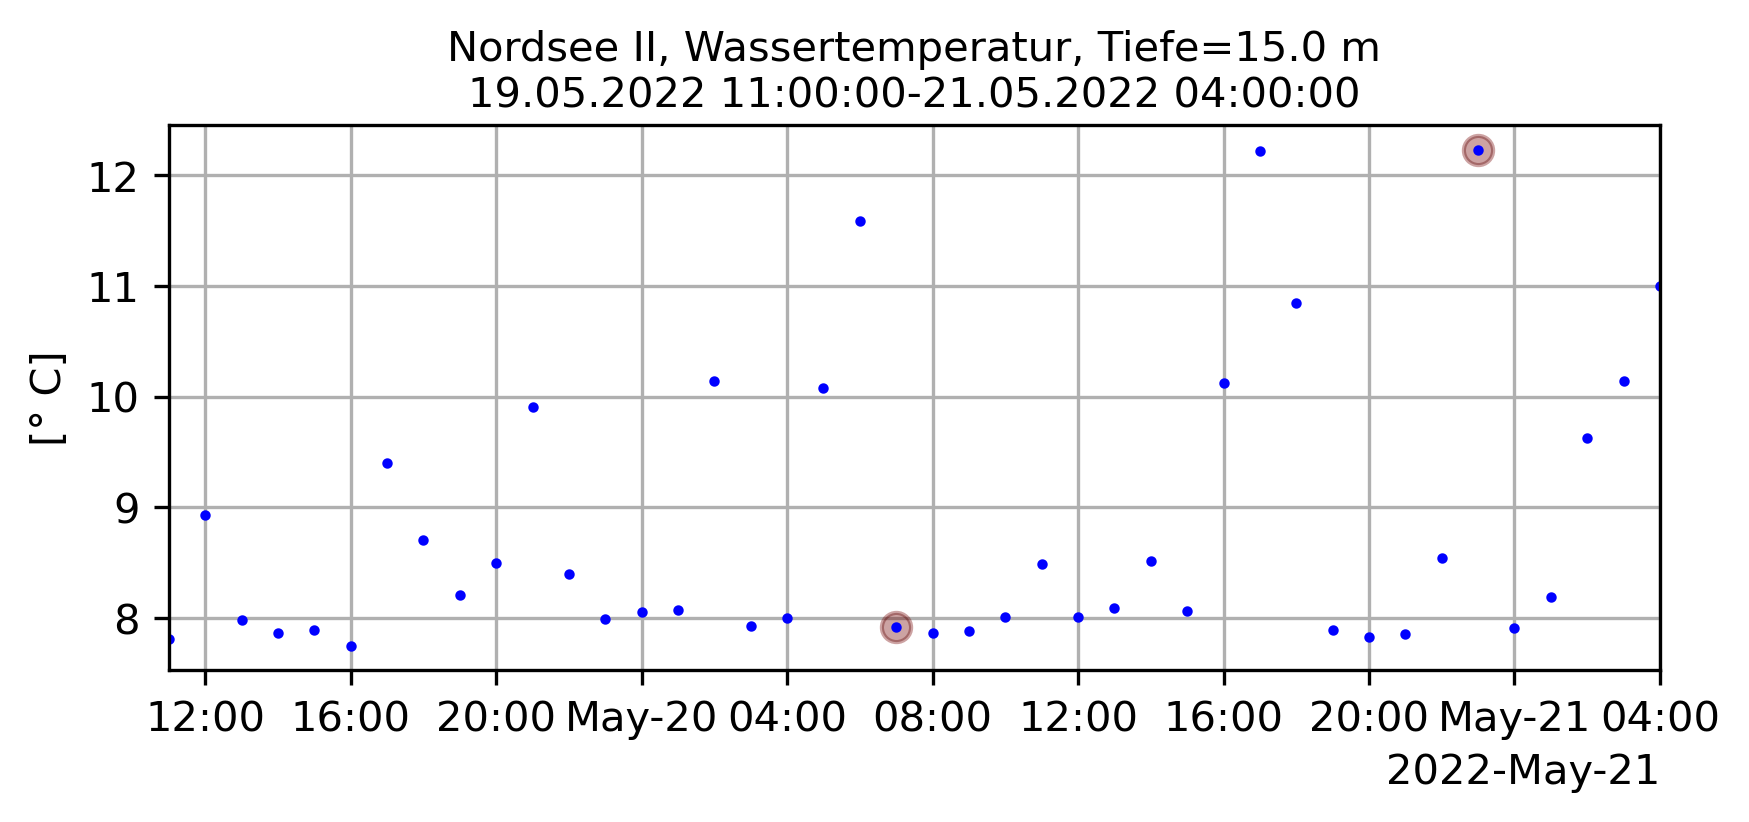 Nordsee II, Wassertemperatur, Tiefe=15.0 m
19.05.2022 11:00:00-21.05.2022 04:00:00
12
11
10
9
8
[° C]
12:00 16:00 20:00 May-20 04:00 08:00 12:00 16:00 20:00 May-21 04:00
2022-May-21